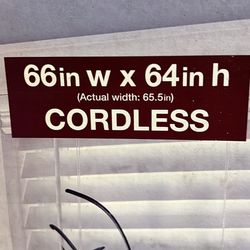 66in w x 64in h
(Actual width: 65.5in)
CORDLESS